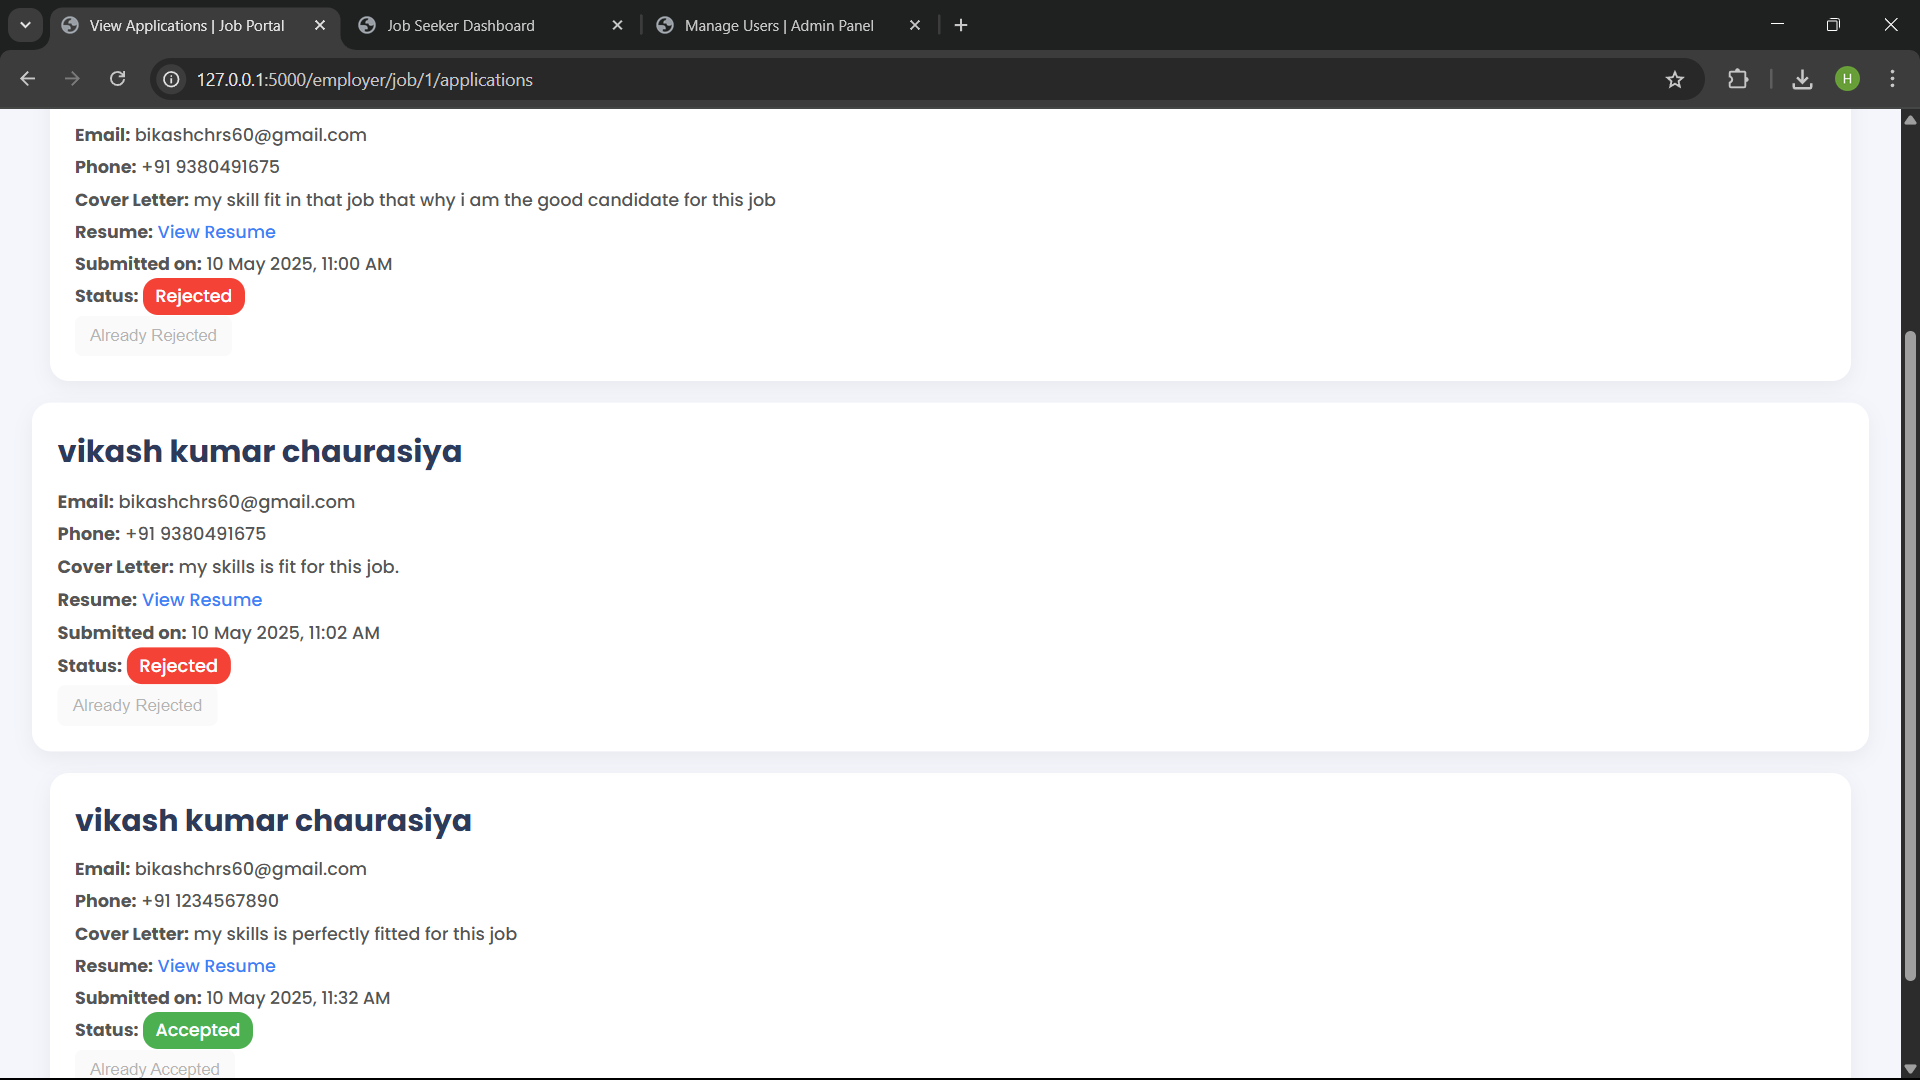 View Applications | Job Portal
Job Seeker Dashboard
Manage Users | Admin Panel
127.0.0.1:5000/employer/job/1/applications
H
Email: bikashchrs60@gmail.com
Phone: +91 9380491675
Cover Letter: my skill fit in that job that why i am the good candidate for this job
Resume: View Resume
Submitted on: 10 May 2025, 11:00 AM
Status: Rejected
Already Rejected
vikash kumar chaurasiya
Email: bikashchrs60@gmail.com
Phone: +91 9380491675
Cover Letter: my skills is fit for this job.
Resume: View Resume
Submitted on: 10 May 2025, 11:02 AM
Status: Rejected
Already Rejected
vikash kumar chaurasiya
Email: bikashchrs60@gmail.com
Phone: +91 1234567890
Cover Letter: my skills is perfectly fitted for this job
Resume: View Resume
Submitted on: 10 May 2025, 11:32 AM
Status: Accepted
Already Accepted